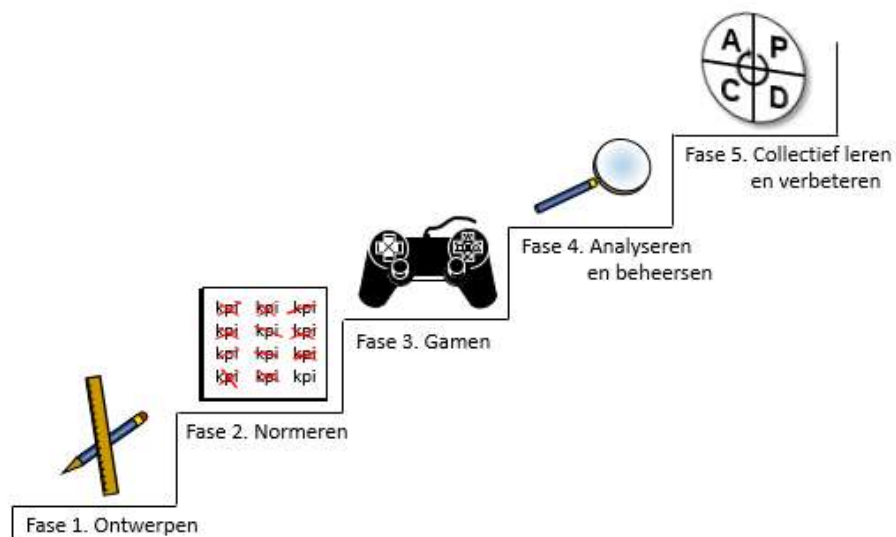 A P
C D
Fase 5. Collectief leren
en verbeteren
Fase 4. Analyseren
en beheersen
kpi kpi kpi
kpi kpi kpi
kpi kpi kpi
kpi kpi kpi
Fase 3. Gamen
Fase 2. Normeren
Fase 1. Ontwerpen